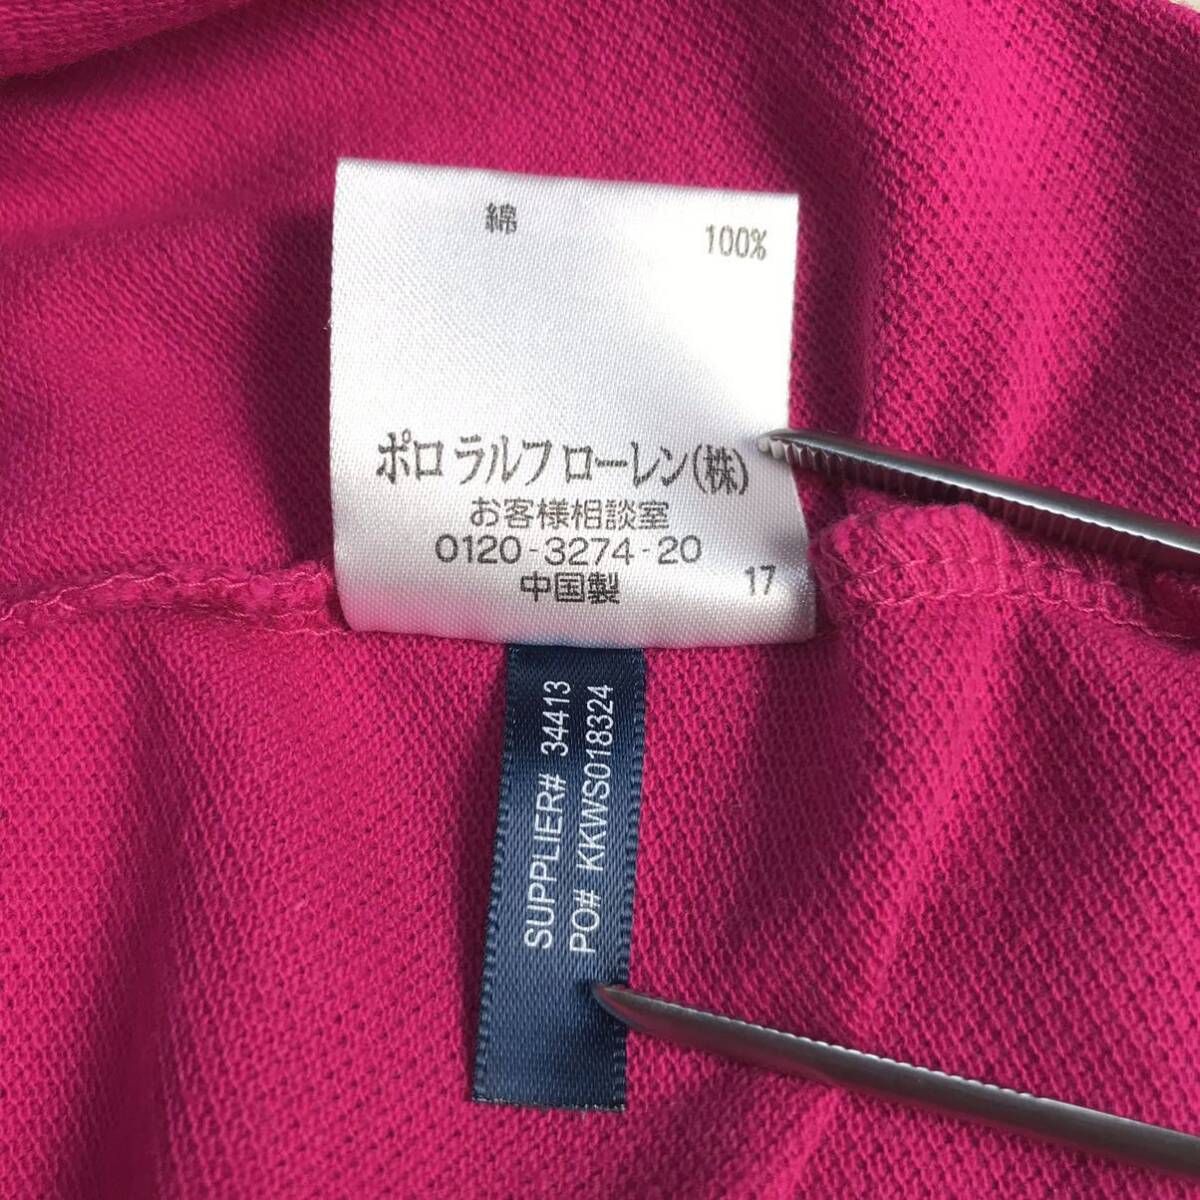 綿 100%
ポロ ラルフ ローレン(株)
お客様相談室
0120-3274-20
中国製 17
SUPPLIER# 34413
PO# KKWS018324